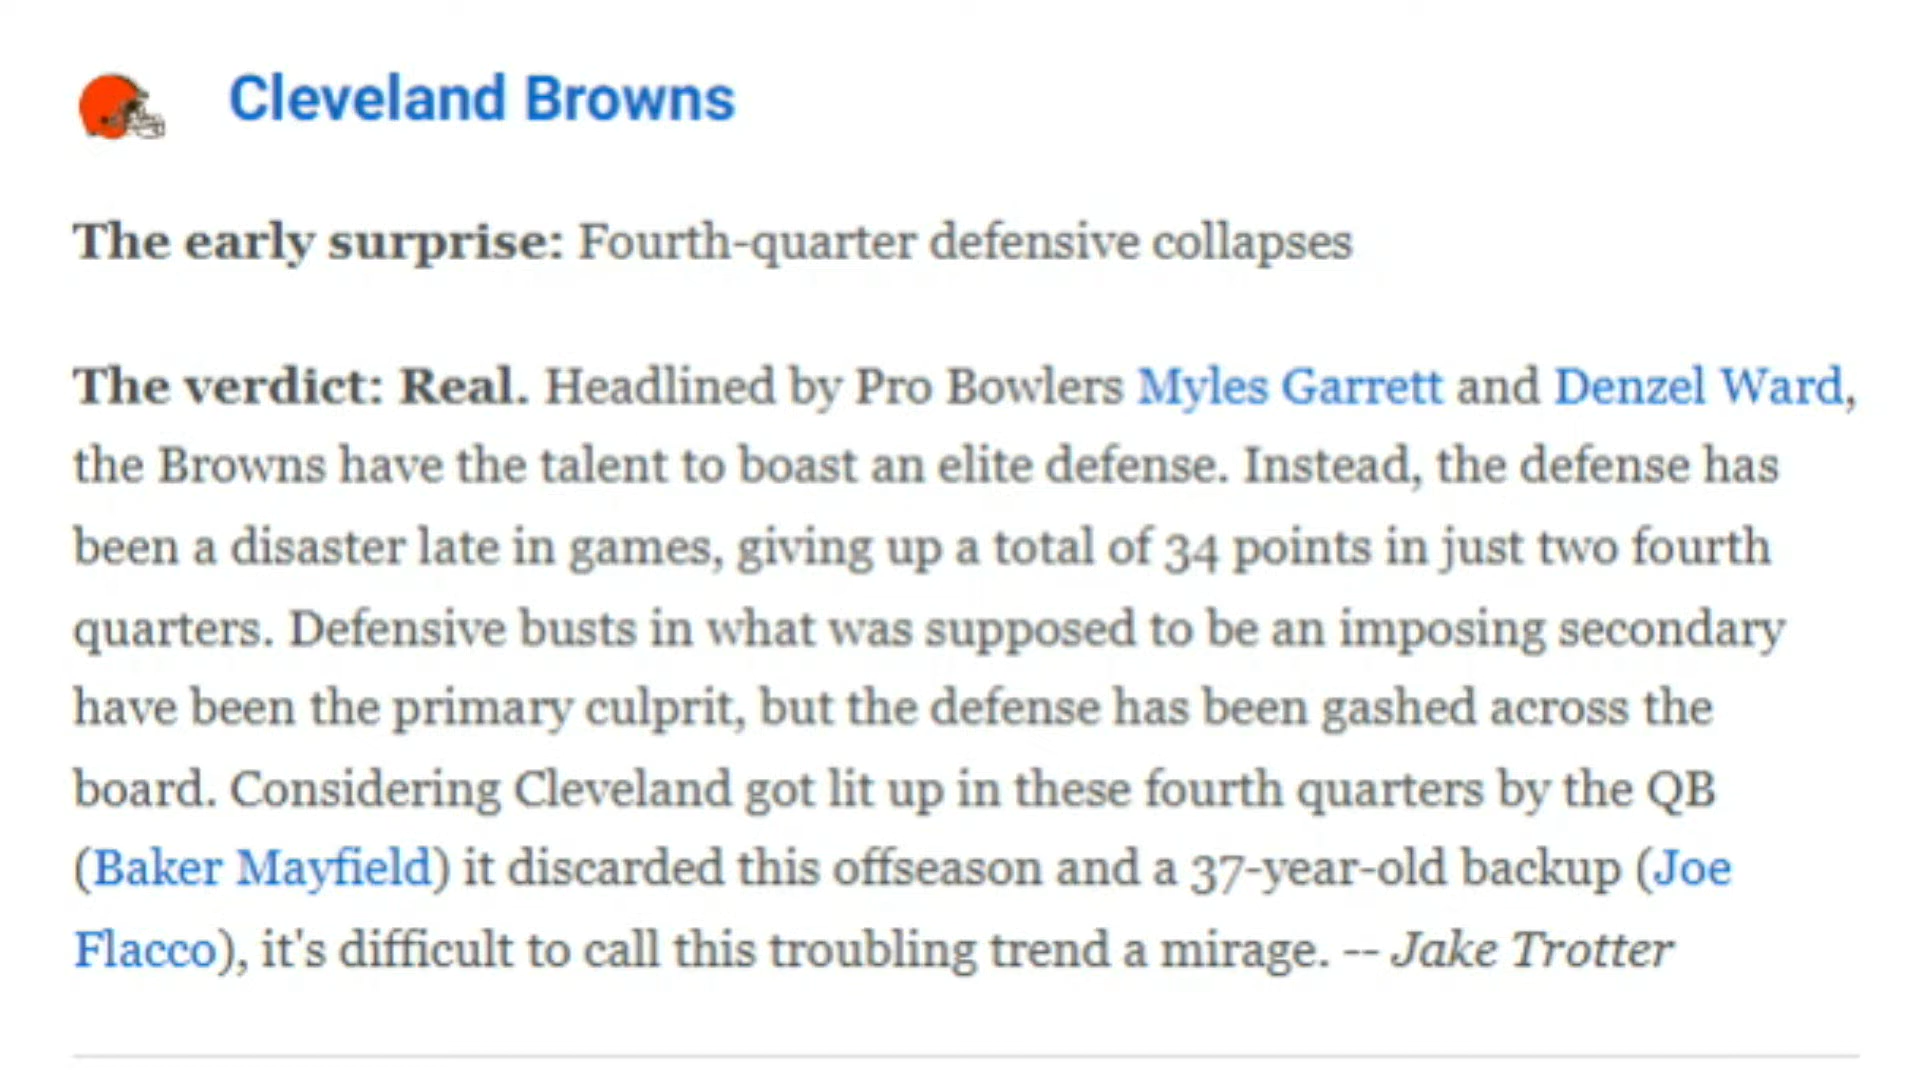 Cleveland Browns
The early surprise: Fourth-quarter defensive collapses
The verdict: Real. Headlined by Pro Bowlers Myles Garrett and Denzel Ward,
the Browns have the talent to boast an elite defense. Instead, the defense has
been a disaster late in games, giving up a total of 34 points in just two fourth
quarters. Defensive busts in what was supposed to be an imposing secondary
have been the primary culprit, but the defense has been gashed across the
board. Considering Cleveland got lit up in these fourth quarters by the QB
(Baker Mayfield) it discarded this offseason and a 37-year-old backup (Joe
Flacco), it's difficult to call this troubling trend a mirage. -- Jake Trotter